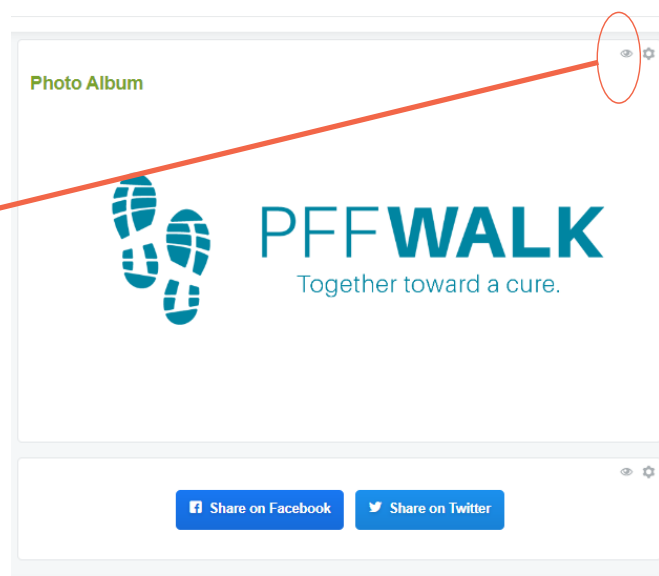 Photo Album
PFFWALK
Together toward a cure.
Share on Facebook
Share on Twitter